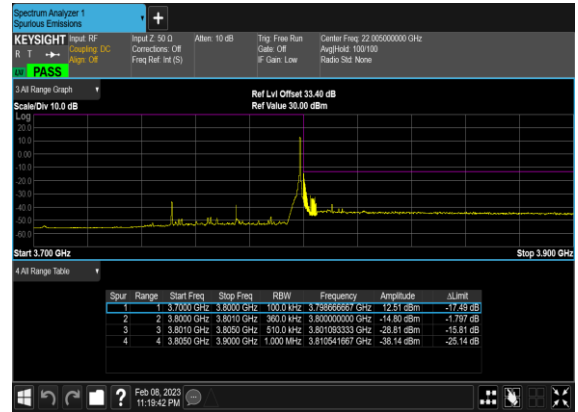 Spectrum Analyzer 1
Spurious Emissions
+
KEYSIGHT Input: RF Input Z: 50 Ω Atten: 10 dB Trig: Free Run Center Freq: 22.005000000 GHz
R T Coupling: DC Corrections: Off Gate: Off Avg|Hold: 100/100
Align: Off Freq Ref: Int (S) IF Gain: Low Radio Std: None
PASS
3 All Range Graph
Ref Lvl Offset 33.40 dB
Scale/Div 10.0 dB Ref Value 30.00 dBm
Log
20.0
10.0
0.00
-10.0
-20.0
-30.0
-40.0
-50.0
-60.0
Start 3.700 GHz Stop 3.900 GHz
4 All Range Table
Spur Range Start Freq Stop Freq RBW Frequency Amplitude ΔLimit
1 1 3.7000 GHz 3.8000 GHz 100.0 kHz 3.798666667 GHz 12.51 dBm -17.49 dB
2 2 3.8000 GHz 3.8010 GHz 360.0 kHz 3.800000000 GHz -14.80 dBm -1.797 dB
3 3 3.8010 GHz 3.8050 GHz 510.0 kHz 3.801093333 GHz -28.81 dBm -15.81 dB
4 4 3.8050 GHz 3.9000 GHz 1.000 MHz 3.810541667 GHz -38.14 dBm -25.14 dB
? Feb 08, 2023
11:19:42 PM